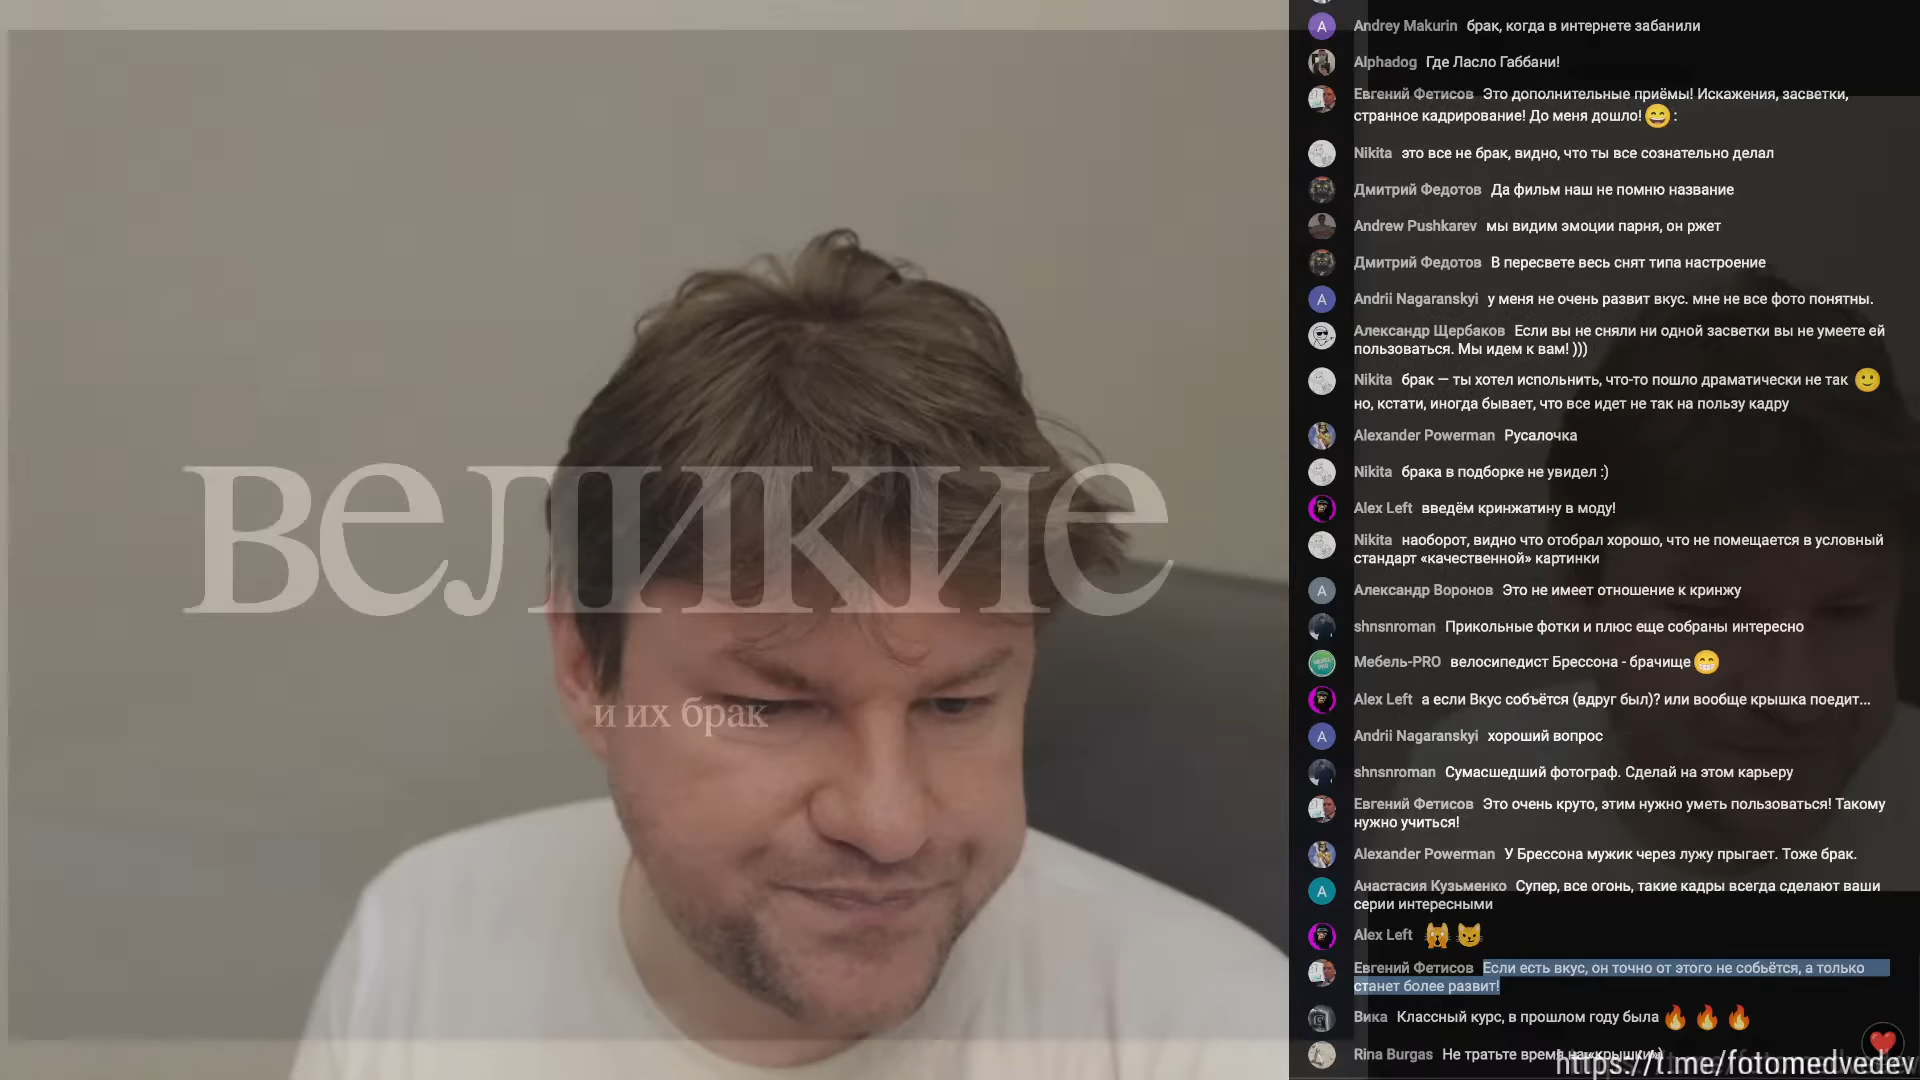 великие
и их брак
Andrey Makurin брак, когда в интернете забанили
Alphadog Где Ласло Габбани!
Евгений Фетисов Это дополнительные приёмы! Искажения, засветки,
странное кадрирование! До меня дошло!😄:
Nikita это все не брак, видно, что ты все сознательно делал
Дмитрий Федотов Да фильм наш не помню название
Andrew Pushkarev мы видим эмоции парня, он ржет
Дмитрий Федотов В пересвете весь снят типа настроение
Andrii Nagaranskyi у меня не очень развит вкус. мне не все фото понятны.
Александр Щербаков Если вы не сняли ни одной засветки вы не умеете ей
пользоваться. Мы идем к вам! )))
Nikita брак — ты хотел испольнить, что-то пошло драматически не так 🙂
но, кстати, иногда бывает, что все идет не так на пользу кадру
Alexander Powerman Русалочка
Nikita брака в подборке не увидел :)
Alex Left введём кринжатину в моду!
Nikita наоборот, видно что отобрал хорошо, что не помещается в условный
стандарт «качественной» картинки
Александр Воронов Это не имеет отношение к кринжу
shnsnroman Прикольные фотки и плюс еще собраны интересно
Мебель-PRO велосипедист Брессона - брачище😁
Alex Left а если Вкус собъётся (вдруг был)? или вообще крышка поедит...
Andrii Nagaranskyi хороший вопрос
shnsnroman Сумасшедший фотограф. Сделай на этом карьеру
Евгений Фетисов Это очень круто, этим нужно уметь пользоваться! Такому
нужно учиться!
Alexander Powerman У Брессона мужик через лужу прыгает. Тоже брак.
Анастасия Кузьменко Супер, все огонь, такие кадры всегда сделают ваши
серии интересными
Alex Left 🙀😼
Евгений Фетисов Если есть вкус, он точно от этого не собьётся, а только
станет более развит!
Вика Классный курс, в прошлом году была🔥🔥🔥
Rina Burgas Не тратьте время на «крышки»)
https://t.me/fotomedvedev